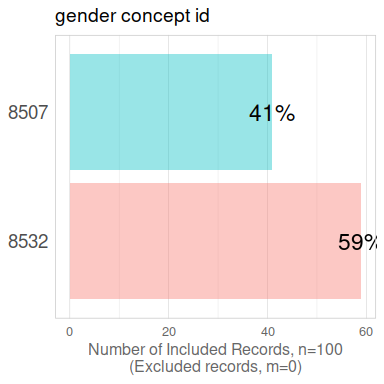 gender concept id
8507
41%
8532
59%
0 20 40 60
Number of Included Records, n=100
(Excluded records, m=0)